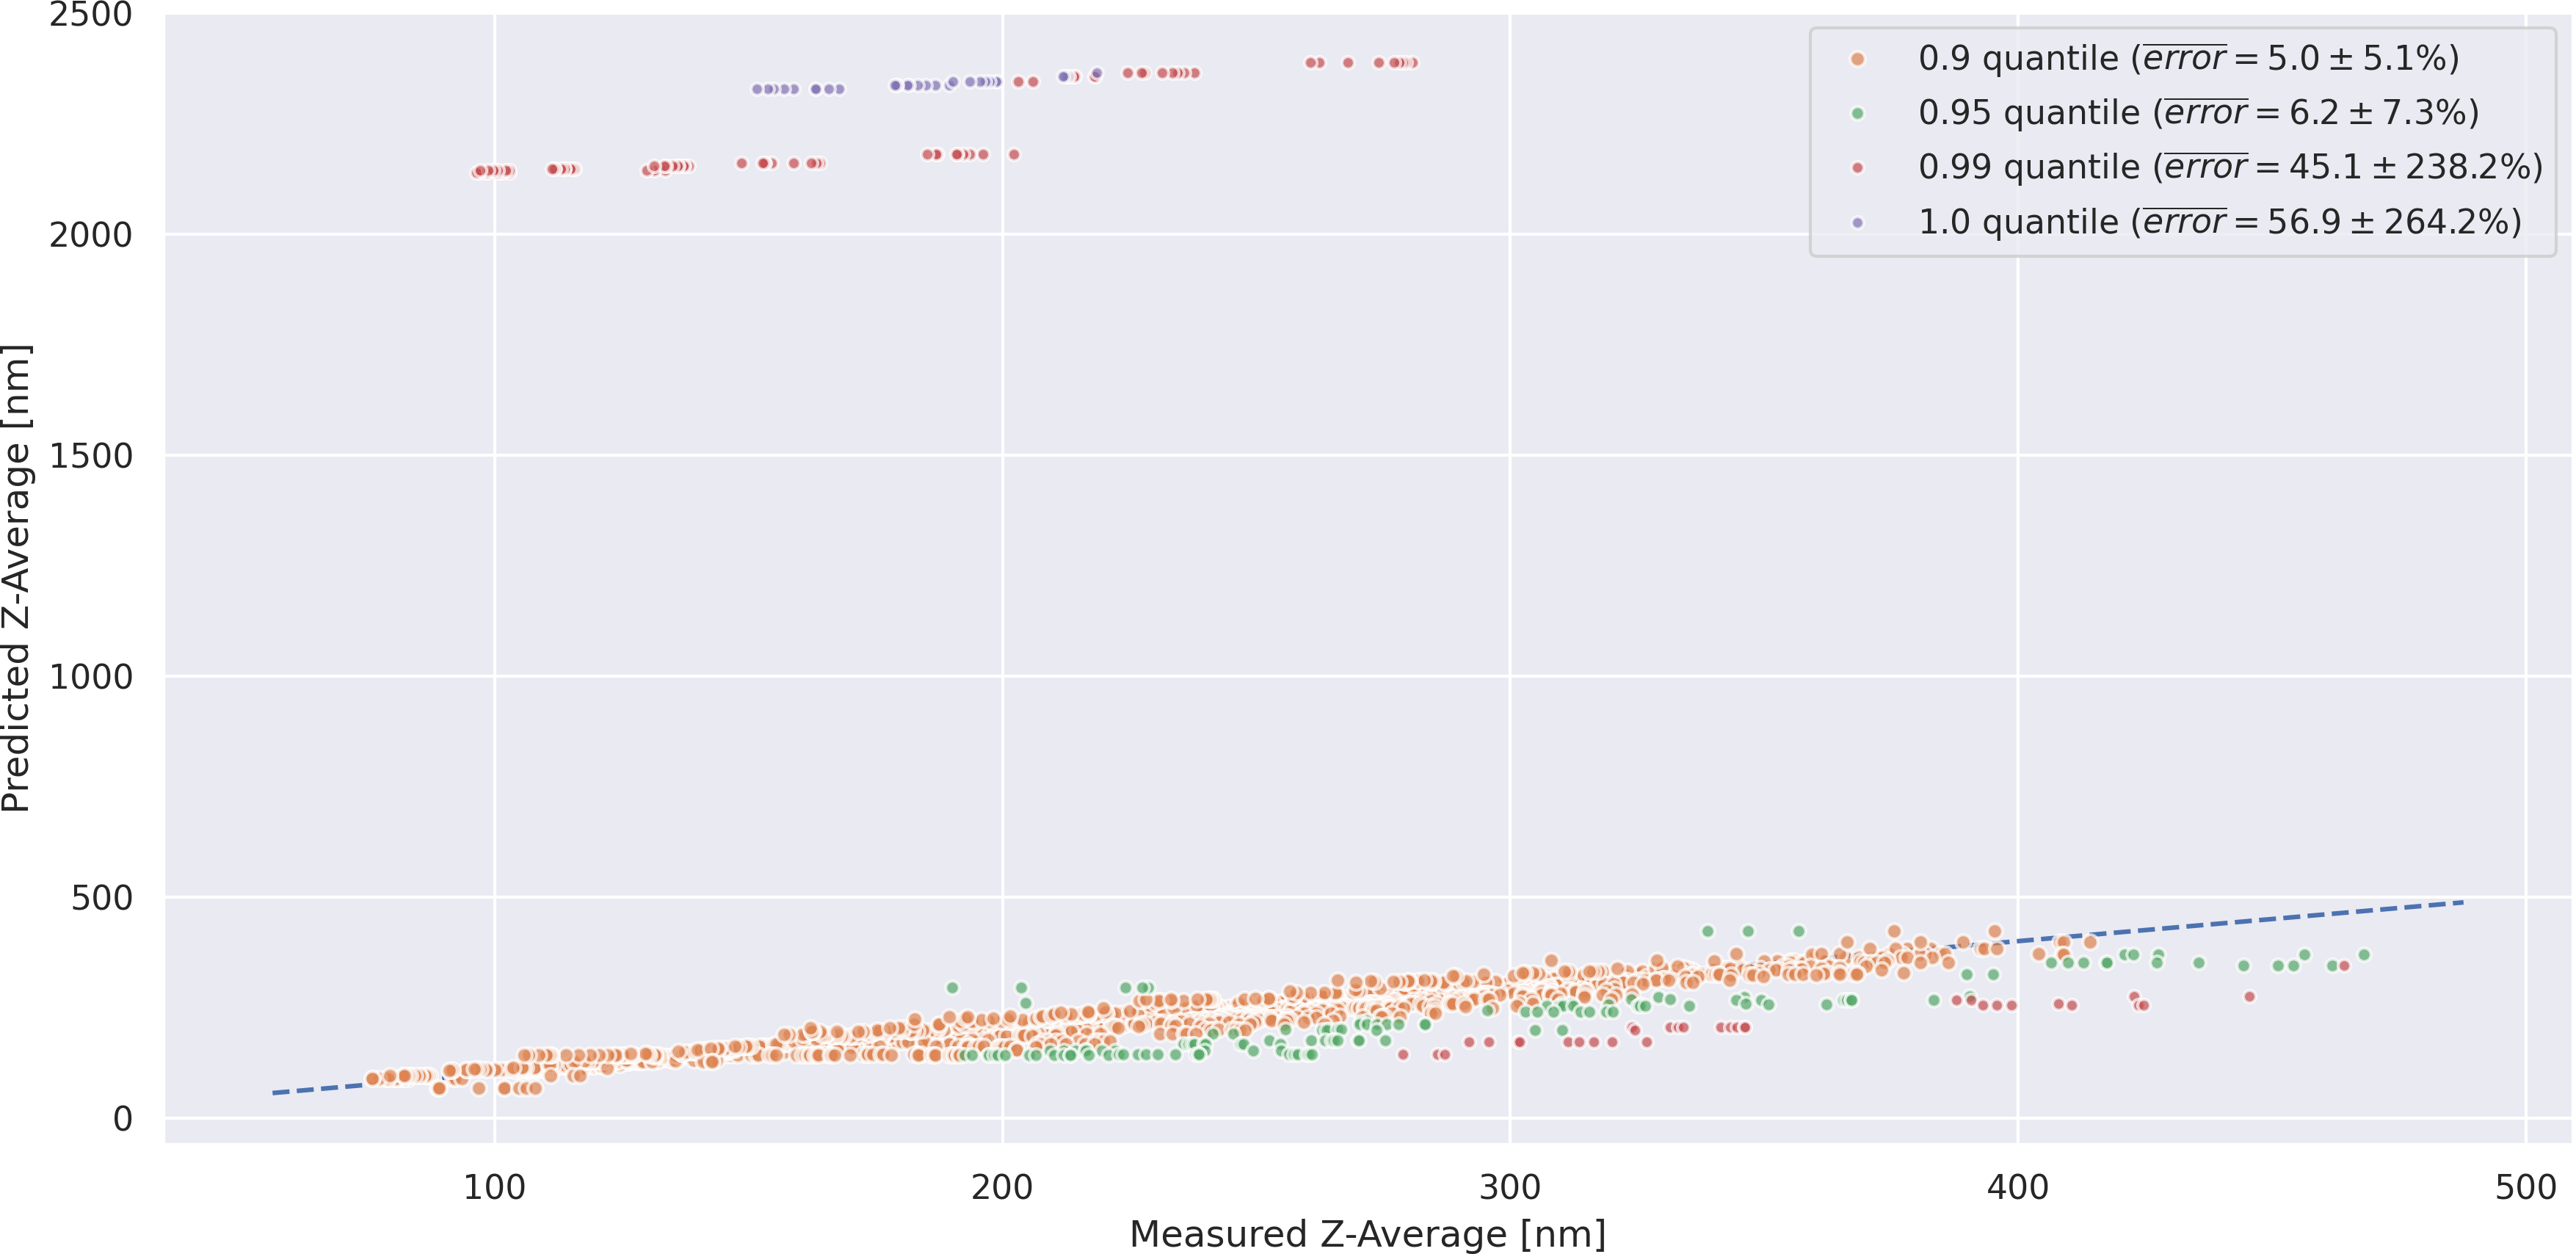 2500
2000
1500
1000
500
0
Predicted Z-Average [nm]
0.9 quantile (error = 5.0 ± 5.1%)
0.95 quantile (error = 6.2 ± 7.3%)
0.99 quantile (error = 45.1 ± 238.2%)
1.0 quantile (error = 56.9 ± 264.2%)
100
200
300
400
500
Measured Z-Average [nm]